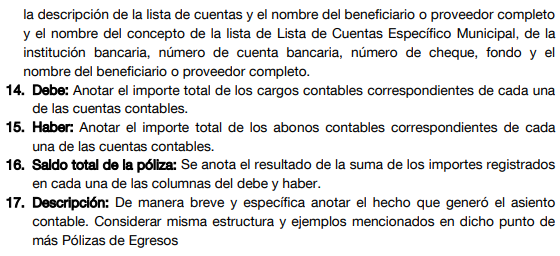 la descripción de la lista de cuentas y el nombre del beneficiario o proveedor completo
y el nombre del concepto de la lista de Lista de Cuentas Específico Municipal, de la
institución bancaria, número de cuenta bancaria, número de cheque, fondo y el
nombre del beneficiario o proveedor completo.
14. Debe: Anotar el importe total de los cargos contables correspondientes de cada una
de las cuentas contables.
15. Haber: Anotar el importe total de los abonos contables correspondientes de cada
una de las cuentas contables.
16. Saldo total de la póliza: Se anota el resultado de la suma de los importes registrados
en cada una de las columnas del debe y haber.
17. Descripción: De manera breve y específica anotar el hecho que generó el asiento
contable. Considerar misma estructura y ejemplos mencionados en dicho punto de
más Pólizas de Egresos